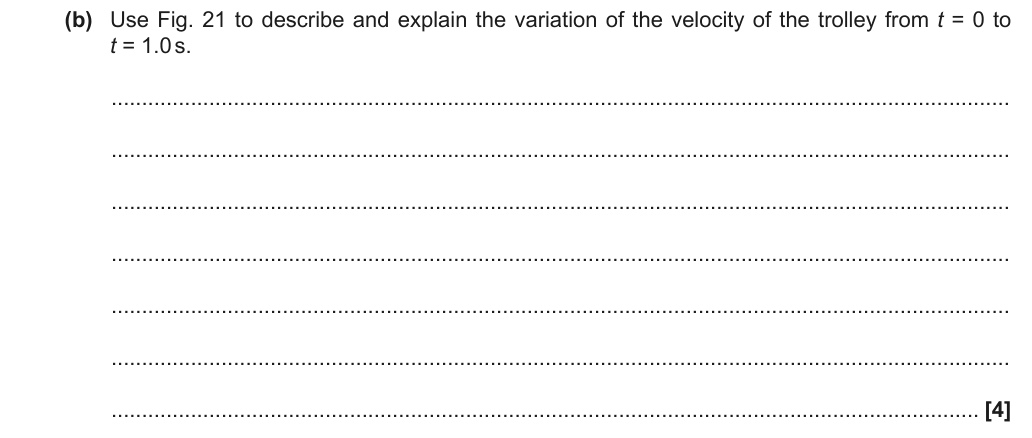 (b) Use Fig. 21 to describe and explain the variation of the velocity of the trolley from t = 0 to
t = 1.0 s.
[4]